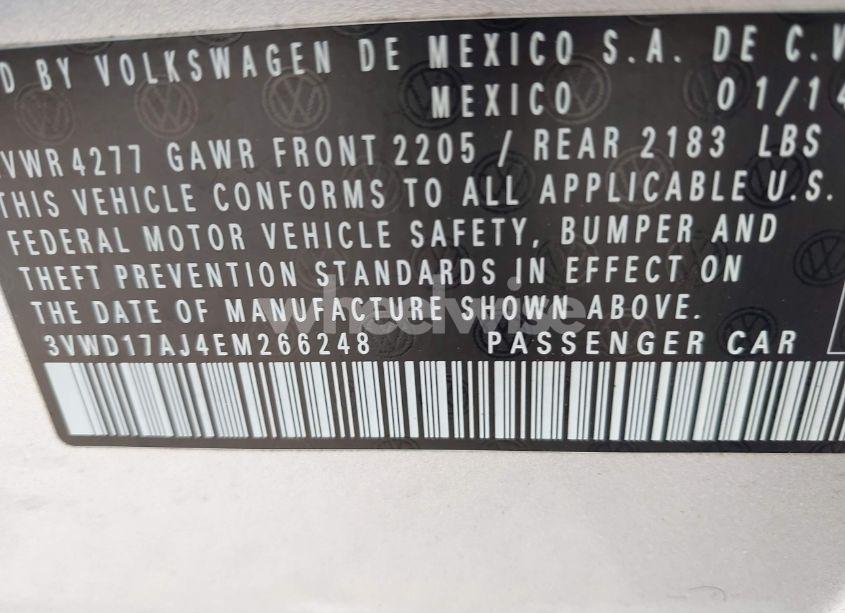 D BY VOLKSWAGEN DE MEXICO S.A. DE C.V
MEXICO 01/14
VWR 4277 GAWR FRONT 2205 / REAR 2183 LBS
THIS VEHICLE CONFORMS TO ALL APPLICABLE U.S.
FEDERAL MOTOR VEHICLE SAFETY, BUMPER AND
THEFT PREVENTION STANDARDS IN EFFECT ON
THE DATE OF MANUFACTURE SHOWN ABOVE.
wheelwise
3VWD17AJ4EM266248 PASSENGER CAR